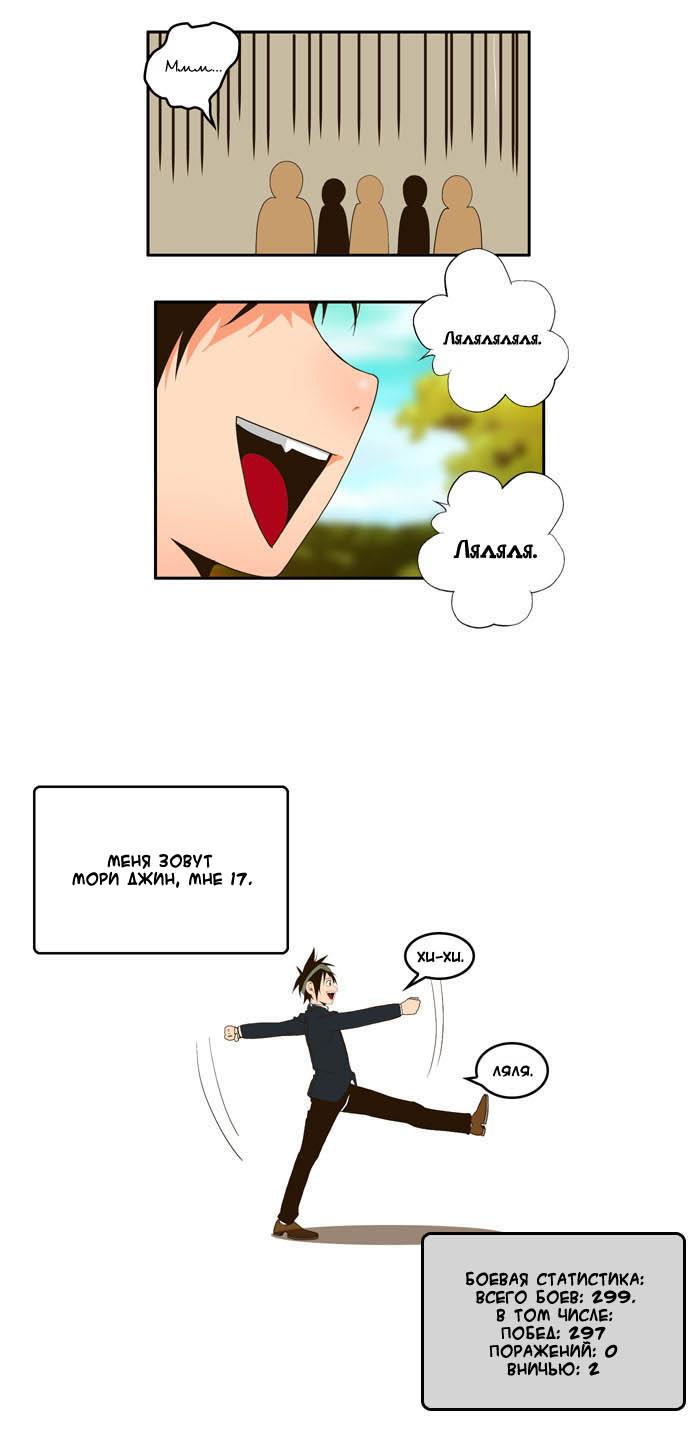 Ммм...
Ляляляляля.
Ляляля.
МЕНЯ ЗОВУТ
МОРИ ДЖИН, МНЕ 17.
ХИ-ХИ.
ЛЯЛЯ.
БОЕВАЯ СТАТИСТИКА:
ВСЕГО БОЕВ: 299.
В ТОМ ЧИСЛЕ:
ПОБЕД: 297
ПОРАЖЕНИЙ: 0
ВНИЧЬЮ: 2